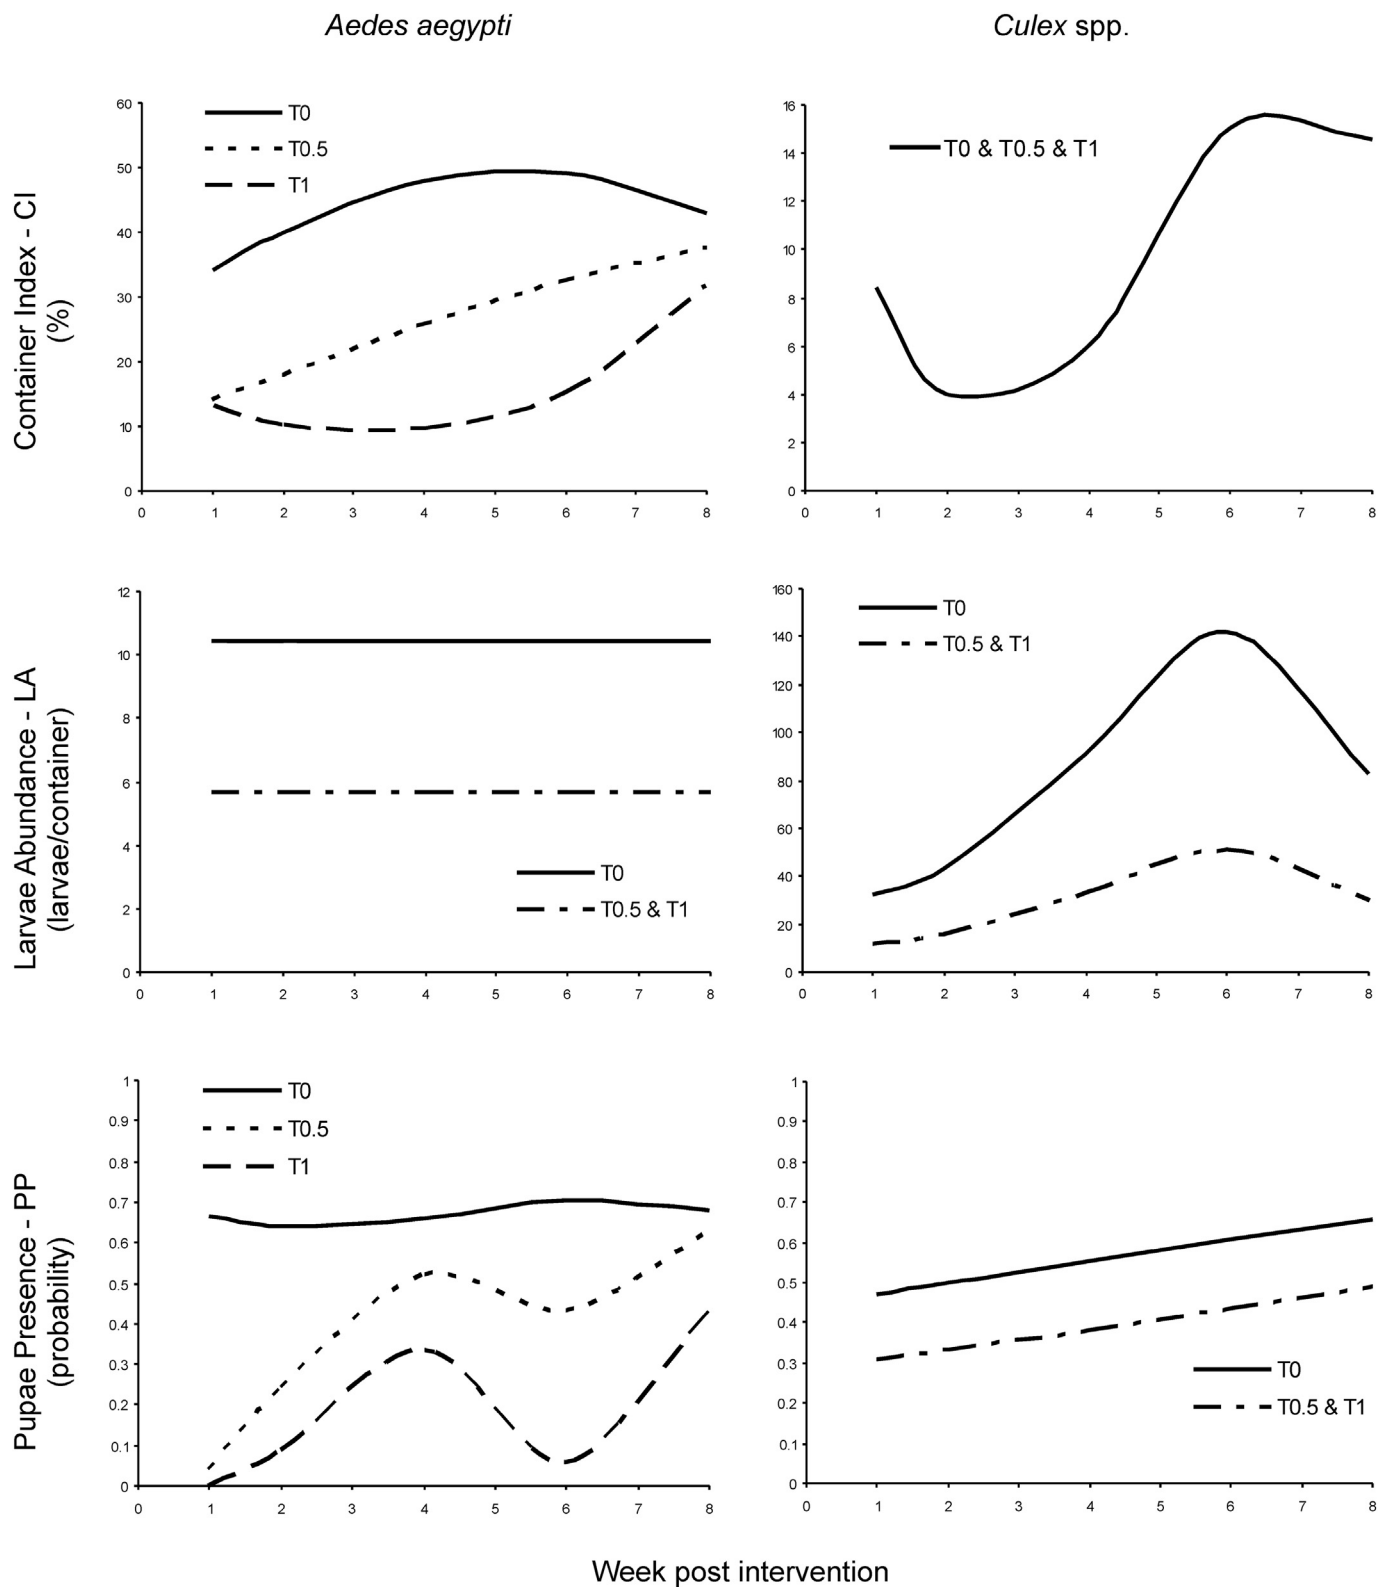 Aedes aegypti
Culex spp.
Container Index - CI
(%)
60
50
40
30
20
10
0
T0
T0.5
T1
0 1 2 3 4 5 6 7 8
16
14
12
10
8
6
4
2
0
T0 & T0.5 & T1
0 1 2 3 4 5 6 7 8
Larvae Abundance - LA
(larvae/container)
12
10
8
6
4
2
0
T0
T0.5 & T1
0 1 2 3 4 5 6 7 8
160
140
120
100
80
60
40
20
0
T0
T0.5 & T1
0 1 2 3 4 5 6 7 8
Pupae Presence - PP
(probability)
1
0.9
0.8
0.7
0.6
0.5
0.4
0.3
0.2
0.1
0
T0
T0.5
T1
0 1 2 3 4 5 6 7 8
1
0.9
0.8
0.7
0.6
0.5
0.4
0.3
0.2
0.1
0
T0
T0.5 & T1
0 1 2 3 4 5 6 7 8
Week post intervention